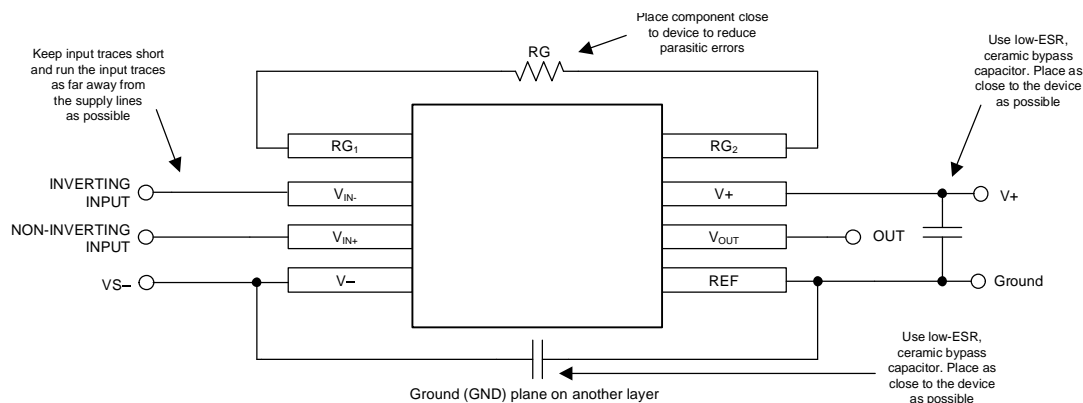 Place component close
to device to reduce
parasitic errors
RG
Keep input traces short
and run the input traces
as far away from
the supply lines
as possible
Use low-ESR,
ceramic bypass
capacitor. Place as
close to the device
as possible
RG₁
RG₂
INVERTING
INPUT
V_IN-
V+
V+
NON-INVERTING
INPUT
V_IN+
V_OUT
OUT
VS–
V–
REF
Ground
Use low-ESR,
ceramic bypass
capacitor. Place as
close to the device
as possible
Ground (GND) plane on another layer